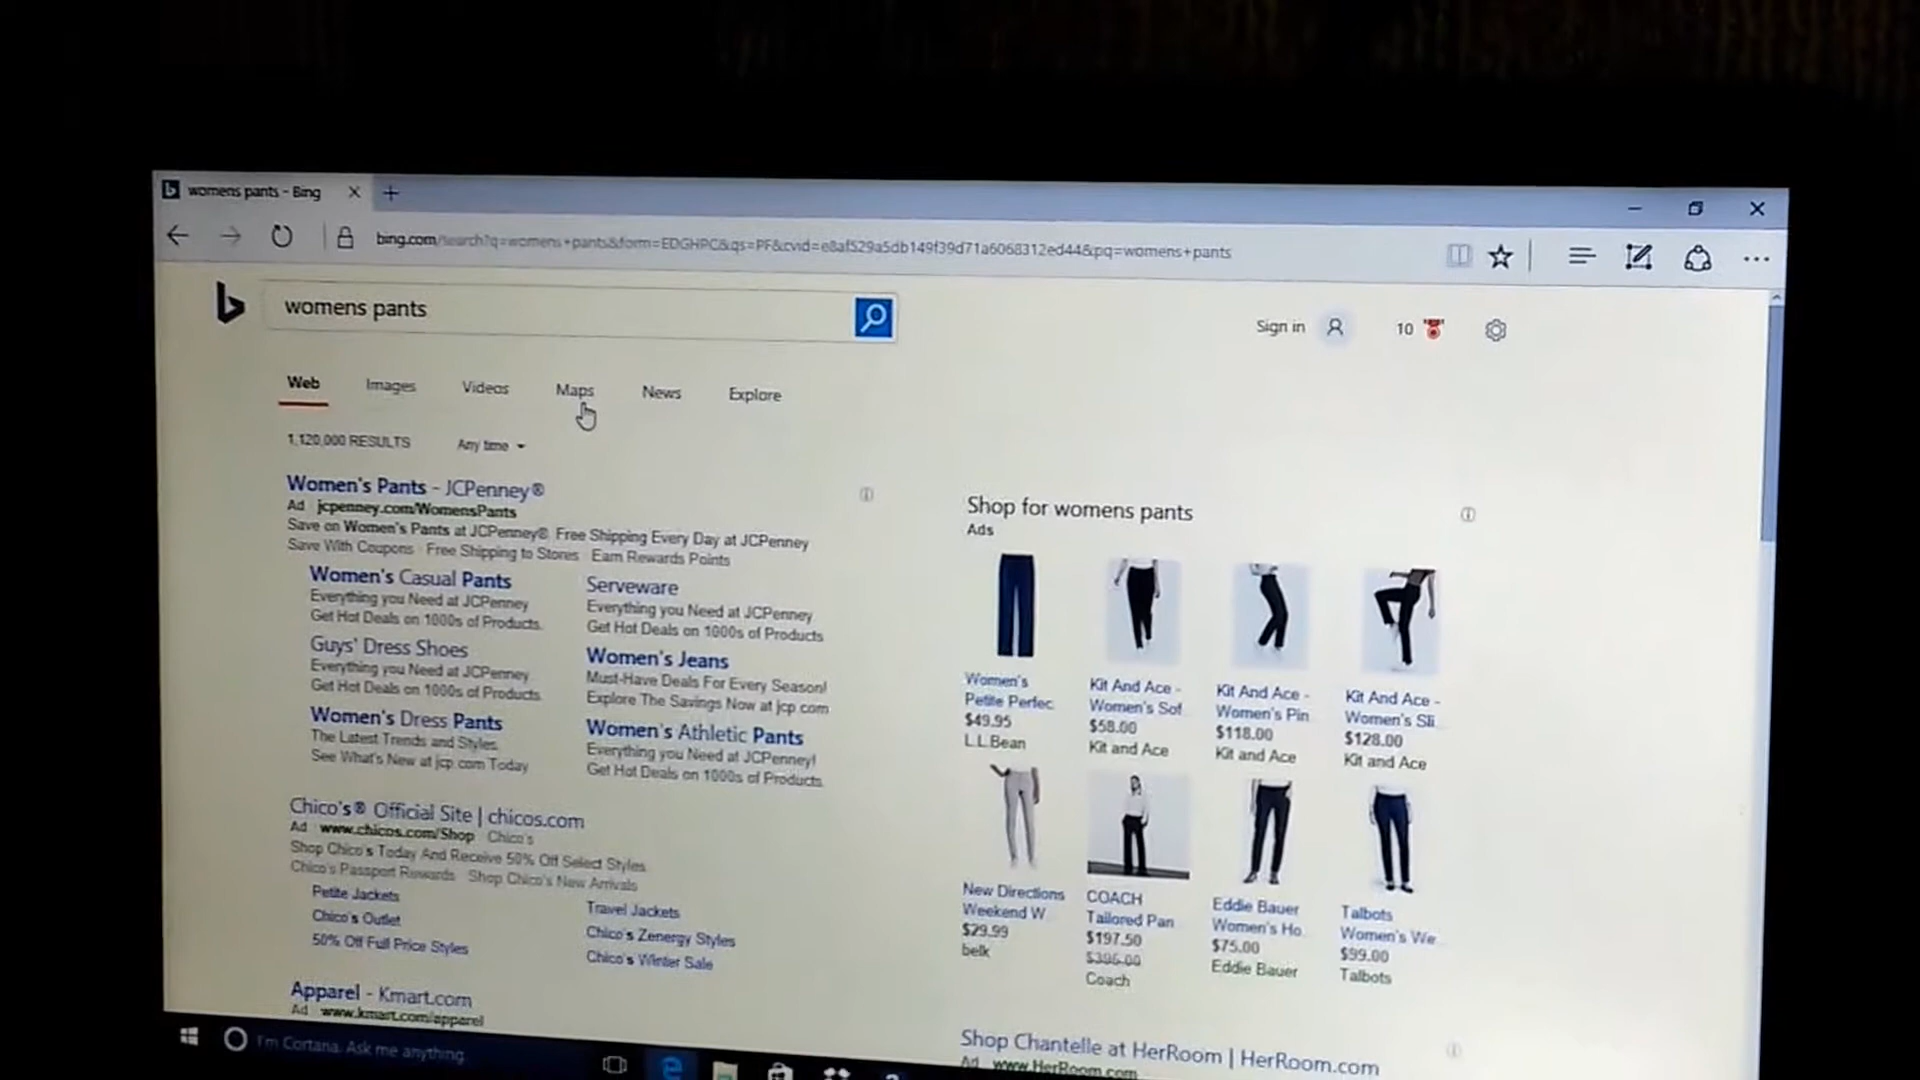 womens pants - Bing
bing.com/search?q=womens+pants&form=EDGHPC&qs=PF&cvid=e8af529a5db149f39d71a6068312ed44&pq=womens+pants
womens pants
Sign in
10
Web
Images
Videos
Maps
News
Explore
1,120,000 RESULTS
Any time
Women's Pants - JCPenney®
Ad jcpenney.com/WomensPants
Save on Women's Pants at JCPenney® Free Shipping Every Day at JCPenney
Save With Coupons · Free Shipping to Stores · Earn Rewards Points
Women's Casual Pants
Everything you Need at JCPenney
Get Hot Deals on 1000s of Products.
Guys' Dress Shoes
Everything you Need at JCPenney
Get Hot Deals on 1000s of Products
Women's Dress Pants
The Latest Trends and Styles.
See What's New at jcp.com Today
Serveware
Everything you Need at JCPenney
Get Hot Deals on 1000s of Products
Women's Jeans
Must-Have Deals For Every Season!
Explore The Savings Now at jcp.com
Women's Athletic Pants
Everything you Need at JCPenney!
Get Hot Deals on 1000s of Products.
Chico's® Official Site | chicos.com
Ad www.chicos.com/Shop Chico's
Shop Chico's Today And Receive 50% Off Select Styles
Chico's Passport Rewards · Shop Chico's New Arrivals
Petite Jackets
Chico's Outlet
50% Off Full Price Styles
Travel Jackets
Chico's Zenergy Styles
Chico's Winter Sale
Apparel - Kmart.com
Ad www.kmart.com/apparel
Shop for womens pants
Ads
Women's
Petite Perfec
$49.95
L.L.Bean
Kit And Ace -
Women's Sof
$58.00
Kit and Ace
Kit And Ace -
Women's Pin
$118.00
Kit and Ace
Kit And Ace -
Women's Sli
$128.00
Kit and Ace
New Directions
Weekend W
$29.99
belk
COACH
Tailored Pan
$197.50
$395.00
Coach
Eddie Bauer
Women's Ho
$75.00
Eddie Bauer
Talbots
Women's We
$99.00
Talbots
Shop Chantelle at HerRoom | HerRoom.com
Ad www.HerRoom.com
I'm Cortana. Ask me anything.